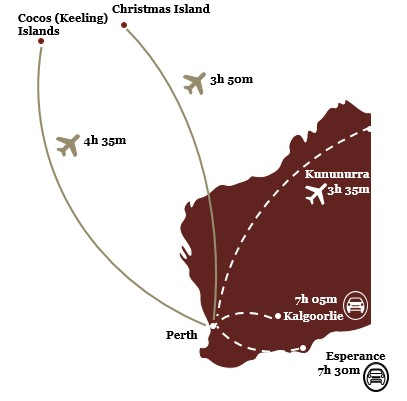 Christmas Island
Cocos (Keeling)
Islands
3h 50m
4h 35m
Kununurra
3h 35m
7h 05m
Kalgoorlie
Perth
Esperance
7h 30m